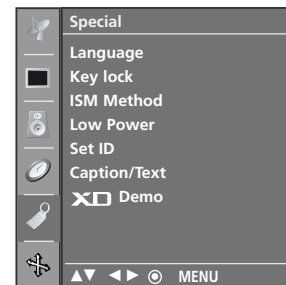 Special
Language
Key lock
ISM Method
Low Power
Set ID
Caption/Text
XD Demo
▲▼ ◄► ⦿ MENU